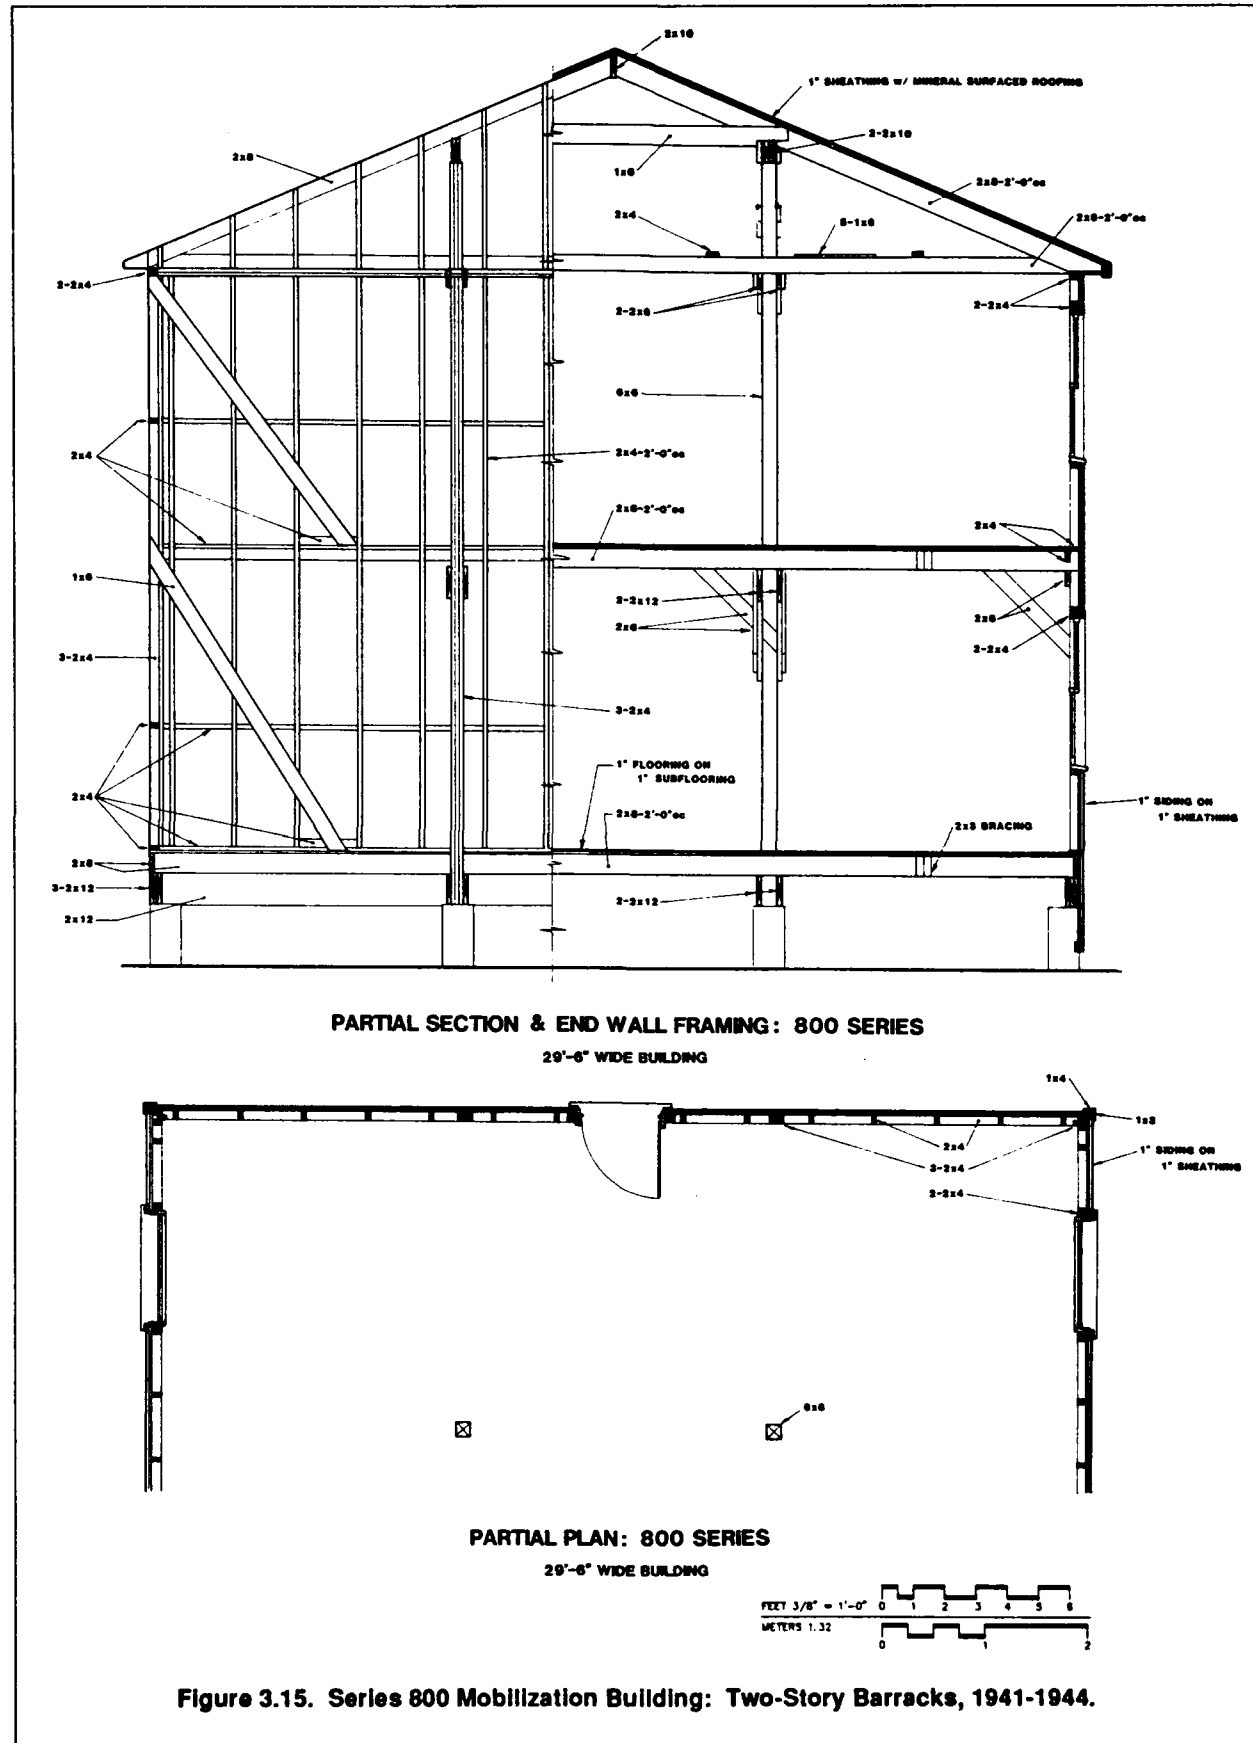 2x10
1" SHEATHING w/ MINERAL SURFACED ROOFING
2-2x10
2x8
1x6
2x8-2'-0"oc
2x4
5-1x6
2x6-2'-0"oc
2-2x4
2-2x6
2-2x4
6x6
2x4
2x4-2'-0"oc
2x8-2'-0"oc
2x4
1x6
2-2x12
2x6
2x6
2-2x4
3-2x4
3-2x4
1" FLOORING ON
1" SUBFLOORING
2x4
1" SIDING ON
1" SHEATHING
2x8-2'-0"oc
2x3 BRACING
2x8
3-2x12
2-2x12
2x12
PARTIAL SECTION & END WALL FRAMING: 800 SERIES
29'-6" WIDE BUILDING
1x4
1x3
2x4
1" SIDING ON
3-2x4
1" SHEATHING
2-2x4
6x6
PARTIAL PLAN: 800 SERIES
29'-6" WIDE BUILDING
FEET 3/8" = 1'-0" 0 1 2 3 4 5 6
METERS 1:32
0 1 2
Figure 3.15. Series 800 Mobilization Building: Two-Story Barracks, 1941-1944.